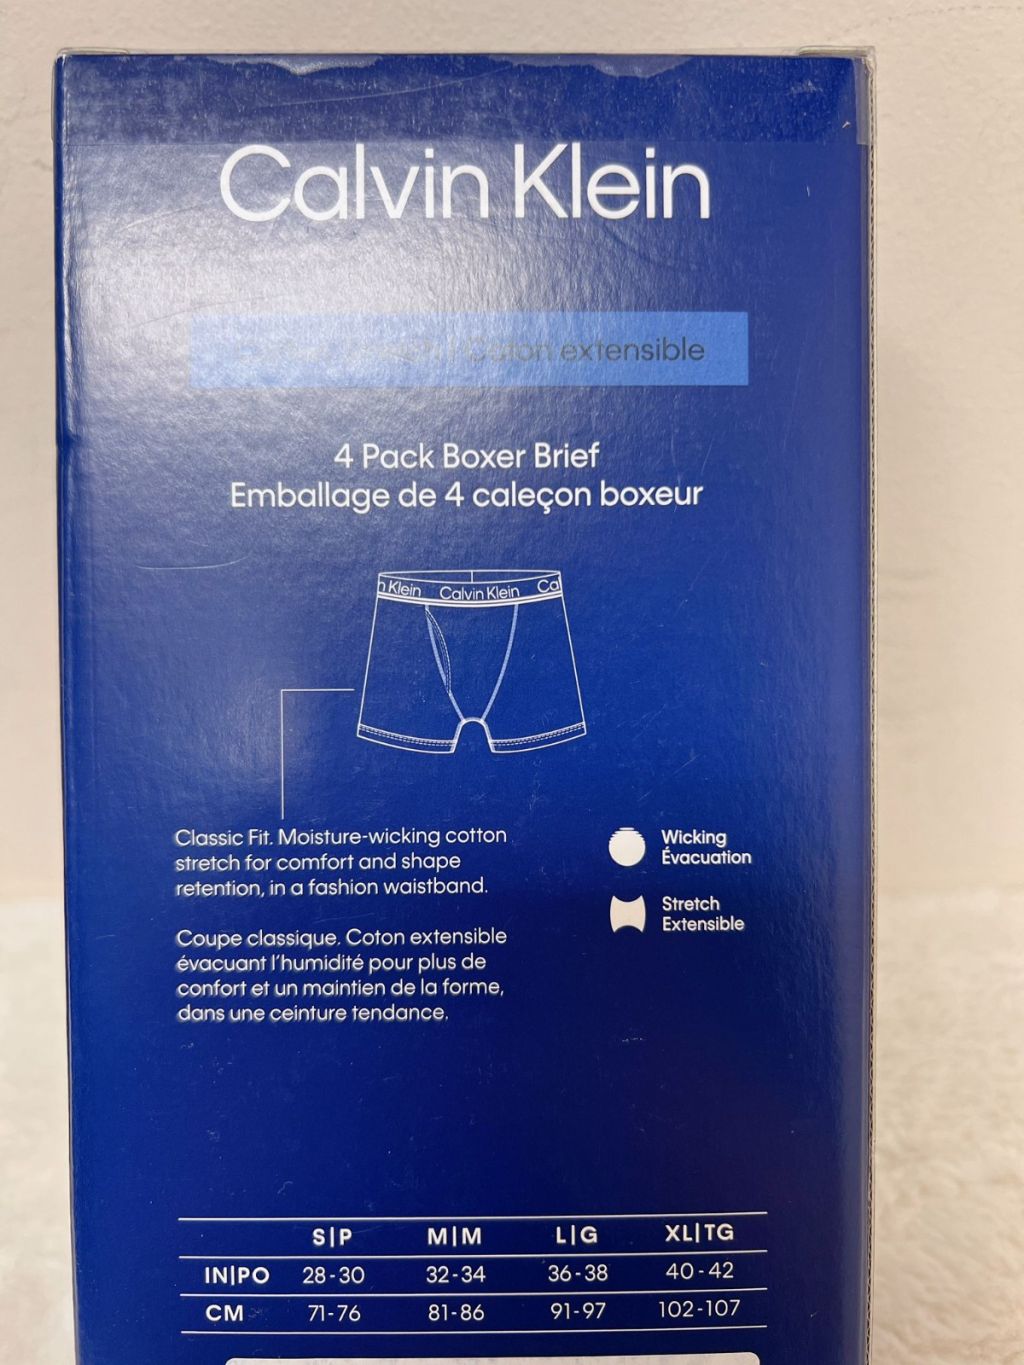 Calvin Klein
Stretch / Coton extensible
4 Pack Boxer Brief
Emballage de 4 caleçon boxeur
n Klein Calvin Klein Ca
Classic Fit. Moisture-wicking cotton
stretch for comfort and shape
retention, in a fashion waistband.
Wicking
Évacuation
Stretch
Extensible
Coupe classique. Coton extensible
évacuant l'humidité pour plus de
confort et un maintien de la forme,
dans une ceinture tendance.
S|P M|M L|G XL|TG
IN|PO 28-30 32-34 36-38 40-42
CM 71-76 81-86 91-97 102-107